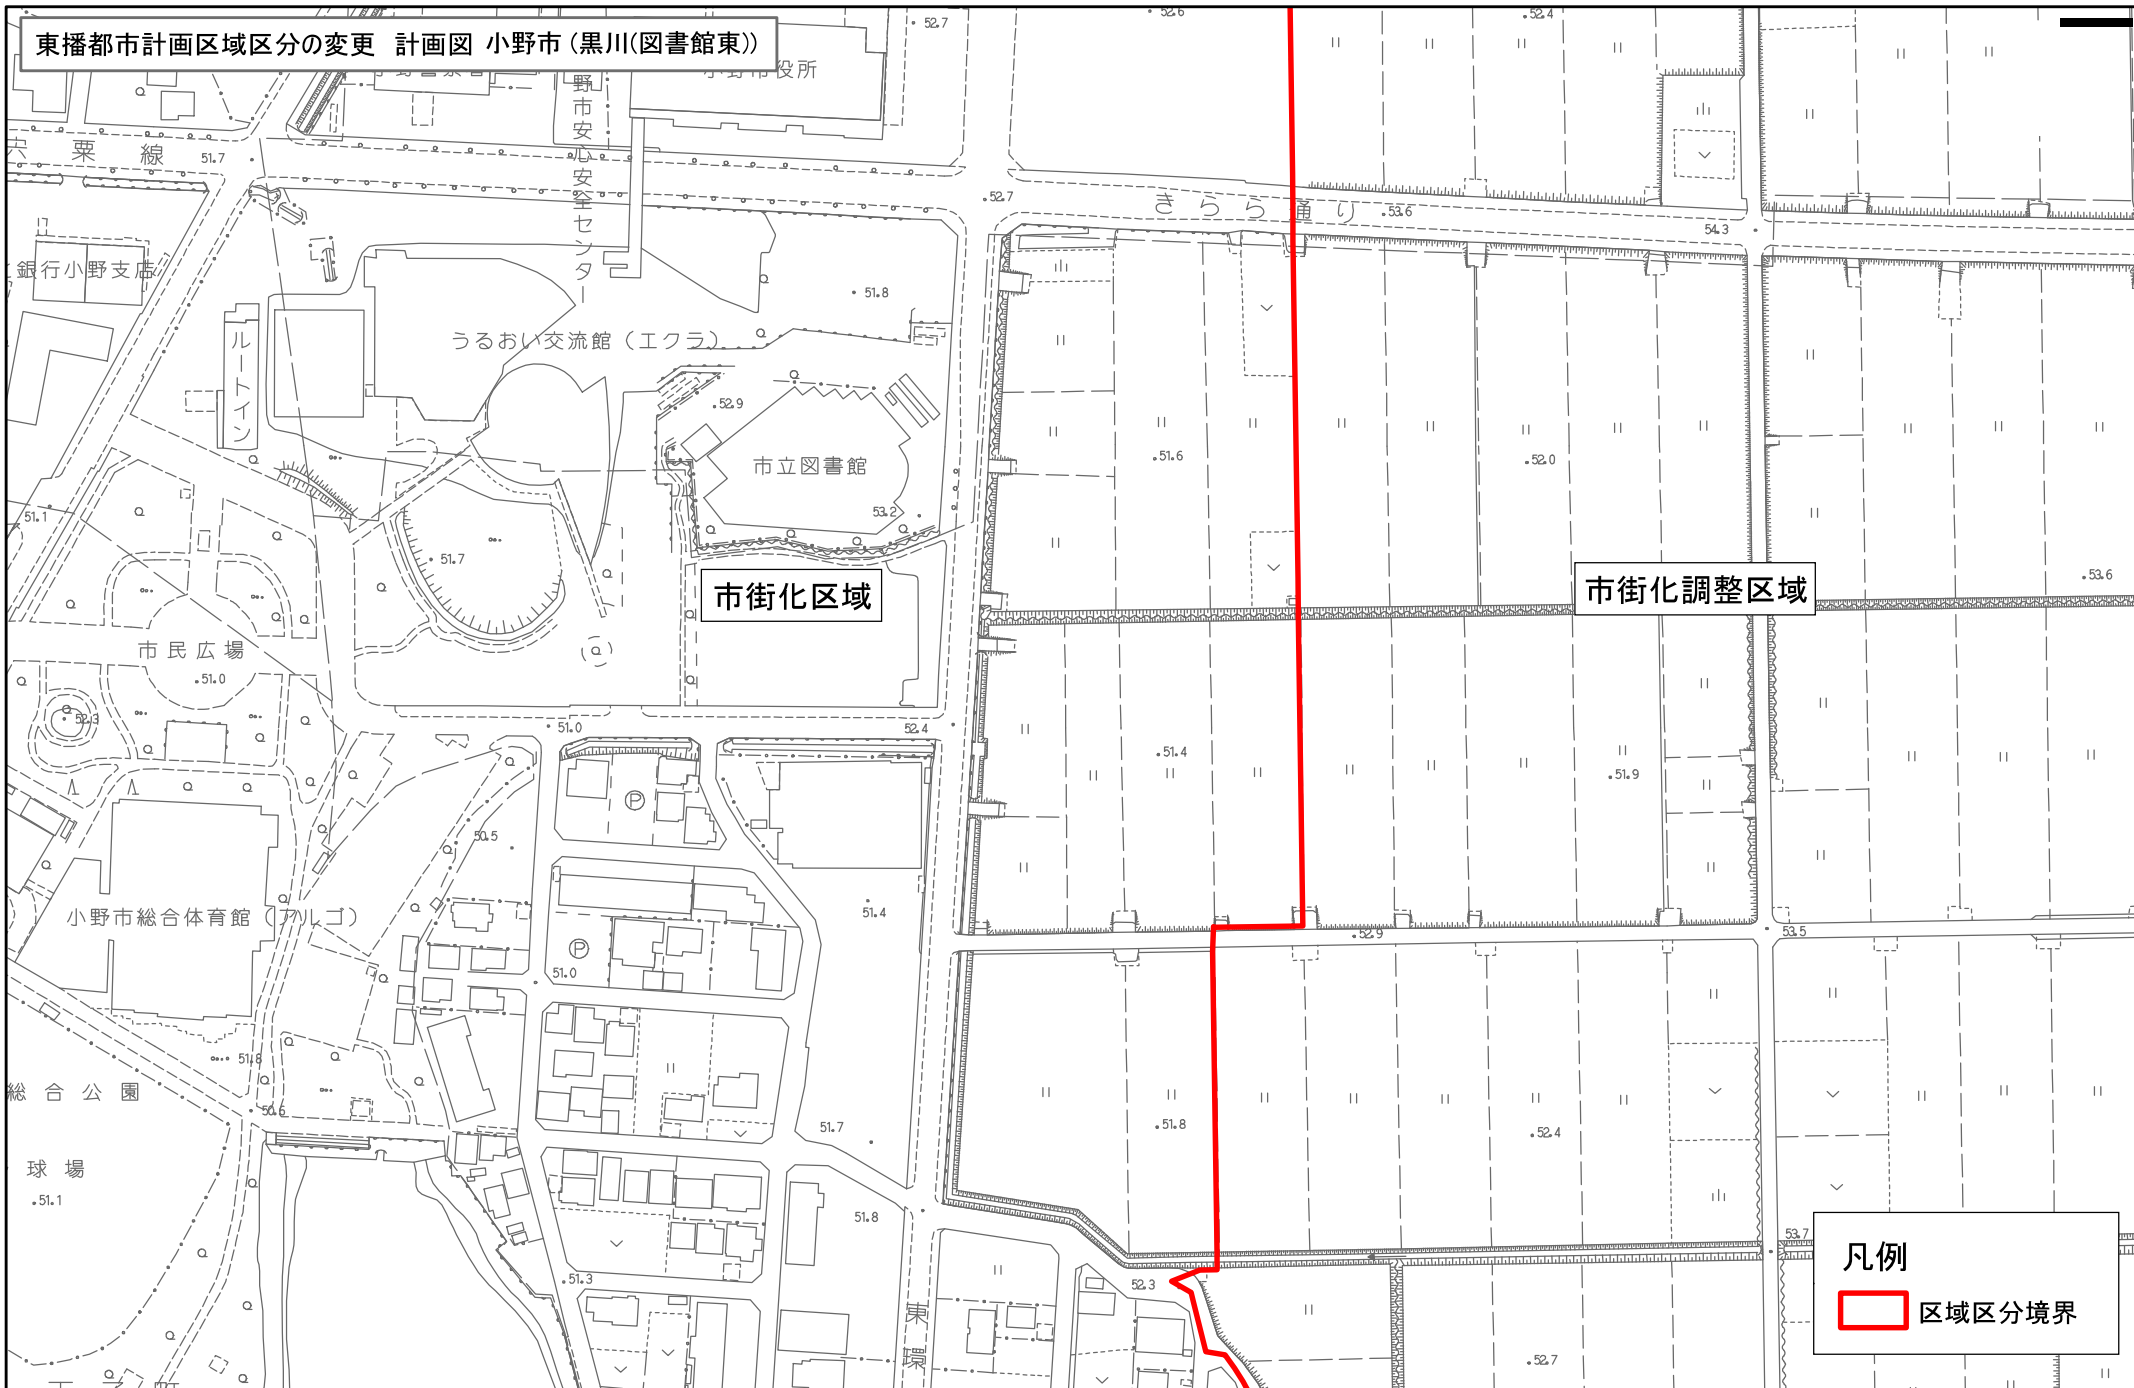 東播都市計画区域区分の変更 計画図 小野市(黒川(図書館東))
52.7
52.6
52.4
役所
野市安心安全センター
粟線
51.7
52.7
きらら通り
53.6
54.3
銀行小野支店
51.8
うるおい交流館(エクラ)
ルートイン
52.9
市立図書館
51.6
52.0
51.1
53.2
51.7
53.6
市街化区域
市街化調整区域
市民広場
51.0
52.3
51.0
52.4
51.4
51.9
P
50.5
小野市総合体育館(アルゴ)
51.4
P
51.0
52.9
53.5
51.8
総合公園
50.6
51.7
51.8
52.4
球場
51.1
51.8
53.7
51.3
52.3
東環
52.7
凡例
区域区分境界